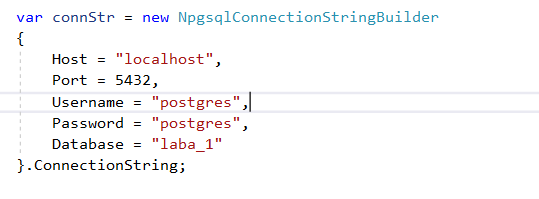 var connStr = new NpgsqlConnectionStringBuilder
{
    Host = "localhost",
    Port = 5432,
    Username = "postgres",
    Password = "postgres",
    Database = "laba_1"
}.ConnectionString;